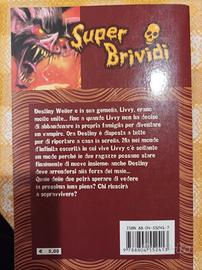 Super
Brividi
Destiny Weller e la sua gemella, Livvy, erano
molto unite... fino a quando Livvy non ha deciso
di abbandonare la propria famiglia per diventare
un vampiro. Ora Destiny è disposta a tutto
pur di riportare a casa la sorella. Ma nel mondo
d'infinita oscurità in cui Livvy c'è soltanto
un modo perché le due ragazze possano stare
finalmente di nuovo insieme: anche Destiny
deve arrendersi alla forza del male...
Quale delle due potrà sperare di vedere
la prossima luna piena? Chi riuscirà
a sopravvivere?
ISBN 88-04-55241-7
9 788804 552413
€ 8,00